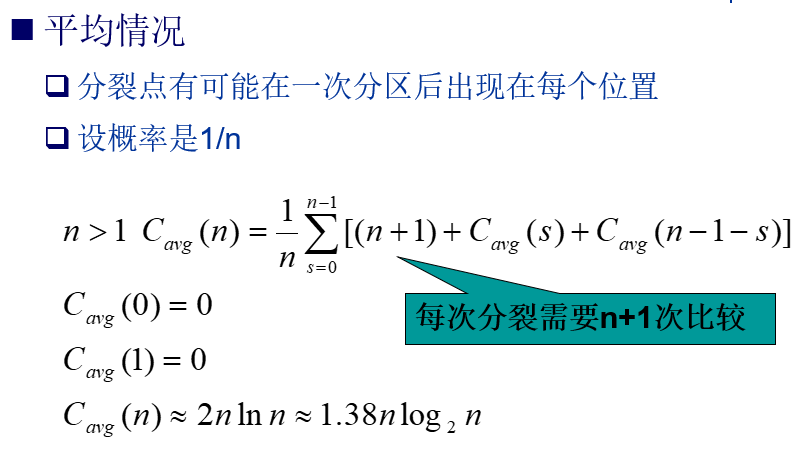 ■ 平均情况
❑ 分裂点有可能在一次分区后出现在每个位置
❑ 设概率是1/n
n > 1 C_{avg}(n) = \frac{1}{n} \sum_{s=0}^{n-1} [(n+1) + C_{avg}(s) + C_{avg}(n-1-s)]
C_{avg}(0) = 0
每次分裂需要n+1次比较
C_{avg}(1) = 0
C_{avg}(n) ≈ 2n ln n ≈ 1.38n log_2 n